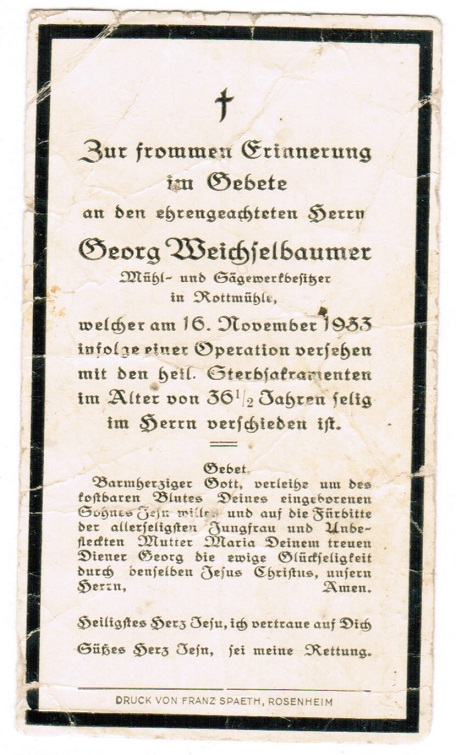 Zur frommen Erinnerung
im Gebete
an den ehrengeachteten Herrn
Georg Weichselbaumer
Mühl- und Sägewerkbesitzer
in Rottmühle,
welcher am 16. November 1933
infolge einer Operation versehen
mit den heil. Sterbsakramenten
im Alter von 36 1/2 Jahren selig
im Herrn verschieden ist.
Gebet.
Barmherziger Gott, verleihe um des
kostbaren Blutes Deines eingeborenen
Sohnes Jesu willen und auf die Fürbitte
der allerseligsten Jungfrau und Unbe-
fleckten Mutter Maria Deinem treuen
Diener Georg die ewige Glückseligkeit
durch denselben Jesus Christus, unsern
Herrn, Amen.
Heiligstes Herz Jesu, ich vertraue auf Dich
Süßes Herz Jesu, sei meine Rettung.
DRUCK VON FRANZ SPAETH, ROSENHEIM